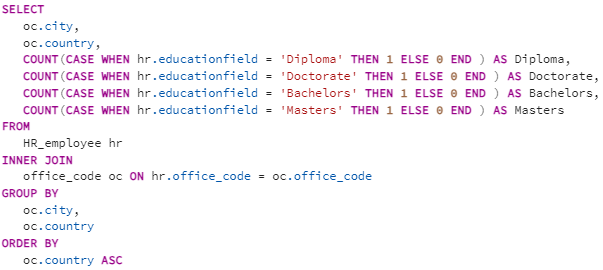 SELECT
oc.city,
oc.country,
COUNT(CASE WHEN hr.educationfield = 'Diploma' THEN 1 ELSE 0 END ) AS Diploma,
COUNT(CASE WHEN hr.educationfield = 'Doctorate' THEN 1 ELSE 0 END ) AS Doctorate,
COUNT(CASE WHEN hr.educationfield = 'Bachelors' THEN 1 ELSE 0 END ) AS Bachelors,
COUNT(CASE WHEN hr.educationfield = 'Masters' THEN 1 ELSE 0 END ) AS Masters
FROM
HR_employee hr
INNER JOIN
office_code oc ON hr.office_code = oc.office_code
GROUP BY
oc.city,
oc.country
ORDER BY
oc.country ASC